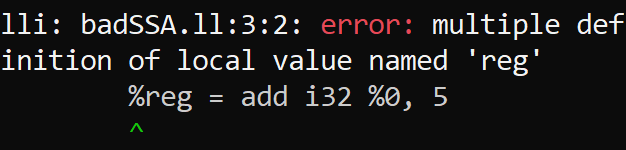 lli: badSSA.ll:3:2: error: multiple def
inition of local value named 'reg'
%reg = add i32 %0, 5
^